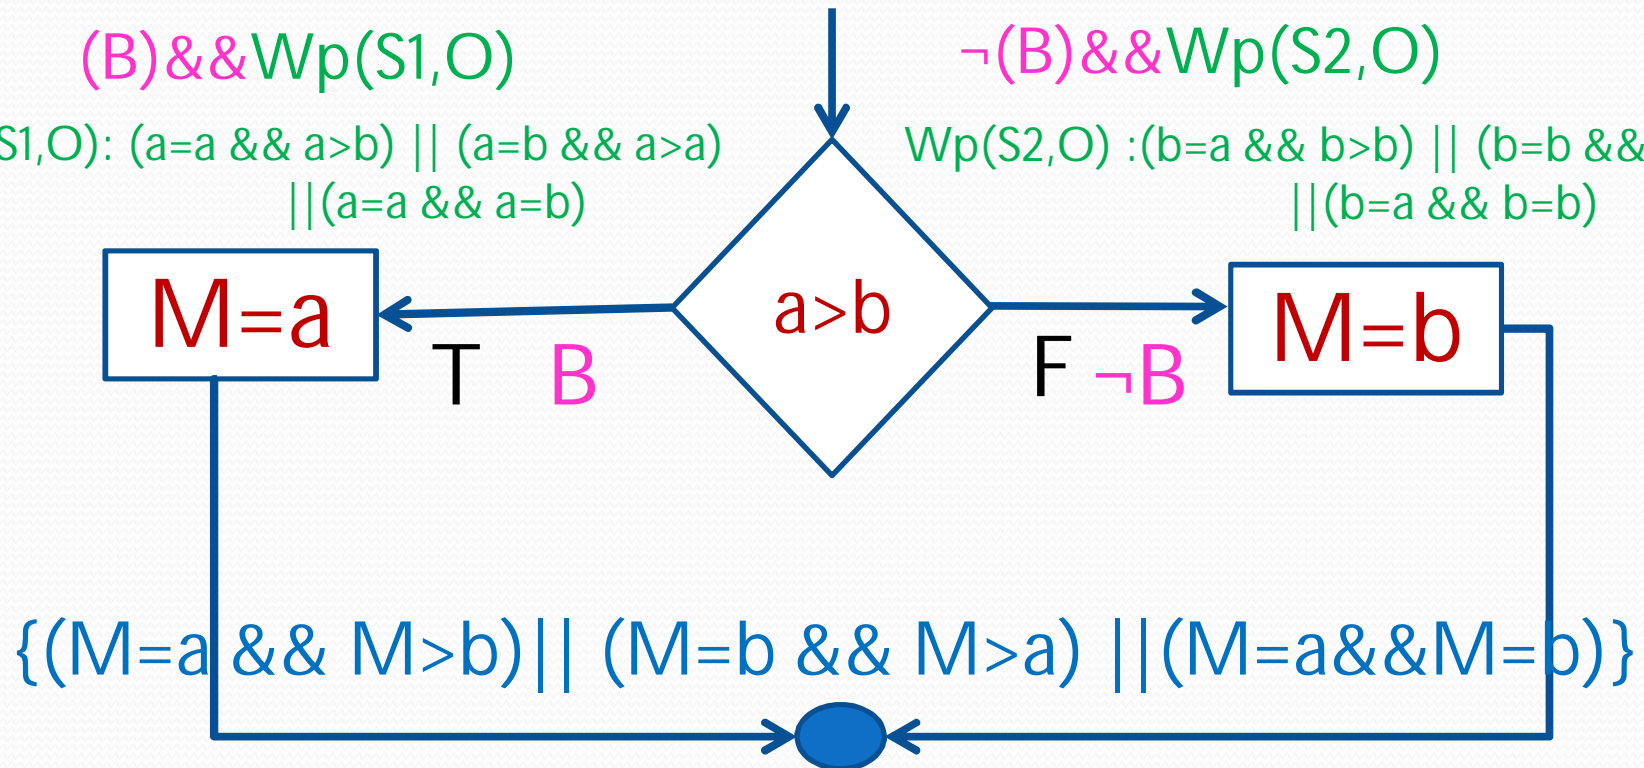 (B)&&Wp(S1,O)
¬(B)&&Wp(S2,O)
S1,O): (a=a && a>b) || (a=b && a>a)
||(a=a && a=b)
Wp(S2,O) :(b=a && b>b) || (b=b &&
||(b=a && b=b)
M=a
a>b
M=b
T B
F ¬B
{(M=a && M>b)|| (M=b && M>a) ||(M=a&&M=b)}